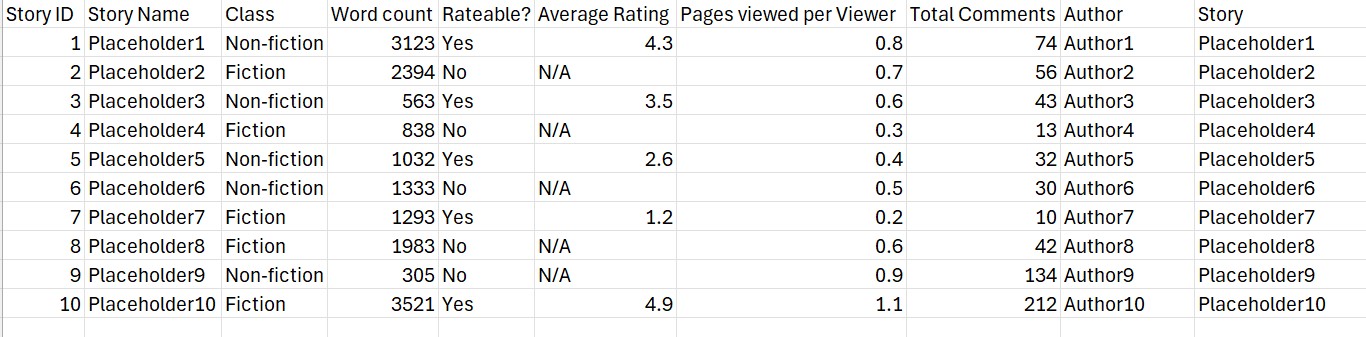 Story ID Story Name Class Word count Rateable? Average Rating Pages viewed per Viewer Total Comments Author Story
1 Placeholder1 Non-fiction 3123 Yes 4.3 0.8 74 Author1 Placeholder1
2 Placeholder2 Fiction 2394 No N/A 0.7 56 Author2 Placeholder2
3 Placeholder3 Non-fiction 563 Yes 3.5 0.6 43 Author3 Placeholder3
4 Placeholder4 Fiction 838 No N/A 0.3 13 Author4 Placeholder4
5 Placeholder5 Non-fiction 1032 Yes 2.6 0.4 32 Author5 Placeholder5
6 Placeholder6 Non-fiction 1333 No N/A 0.5 30 Author6 Placeholder6
7 Placeholder7 Fiction 1293 Yes 1.2 0.2 10 Author7 Placeholder7
8 Placeholder8 Fiction 1983 No N/A 0.6 42 Author8 Placeholder8
9 Placeholder9 Non-fiction 305 No N/A 0.9 134 Author9 Placeholder9
10 Placeholder10 Fiction 3521 Yes 4.9 1.1 212 Author10 Placeholder10